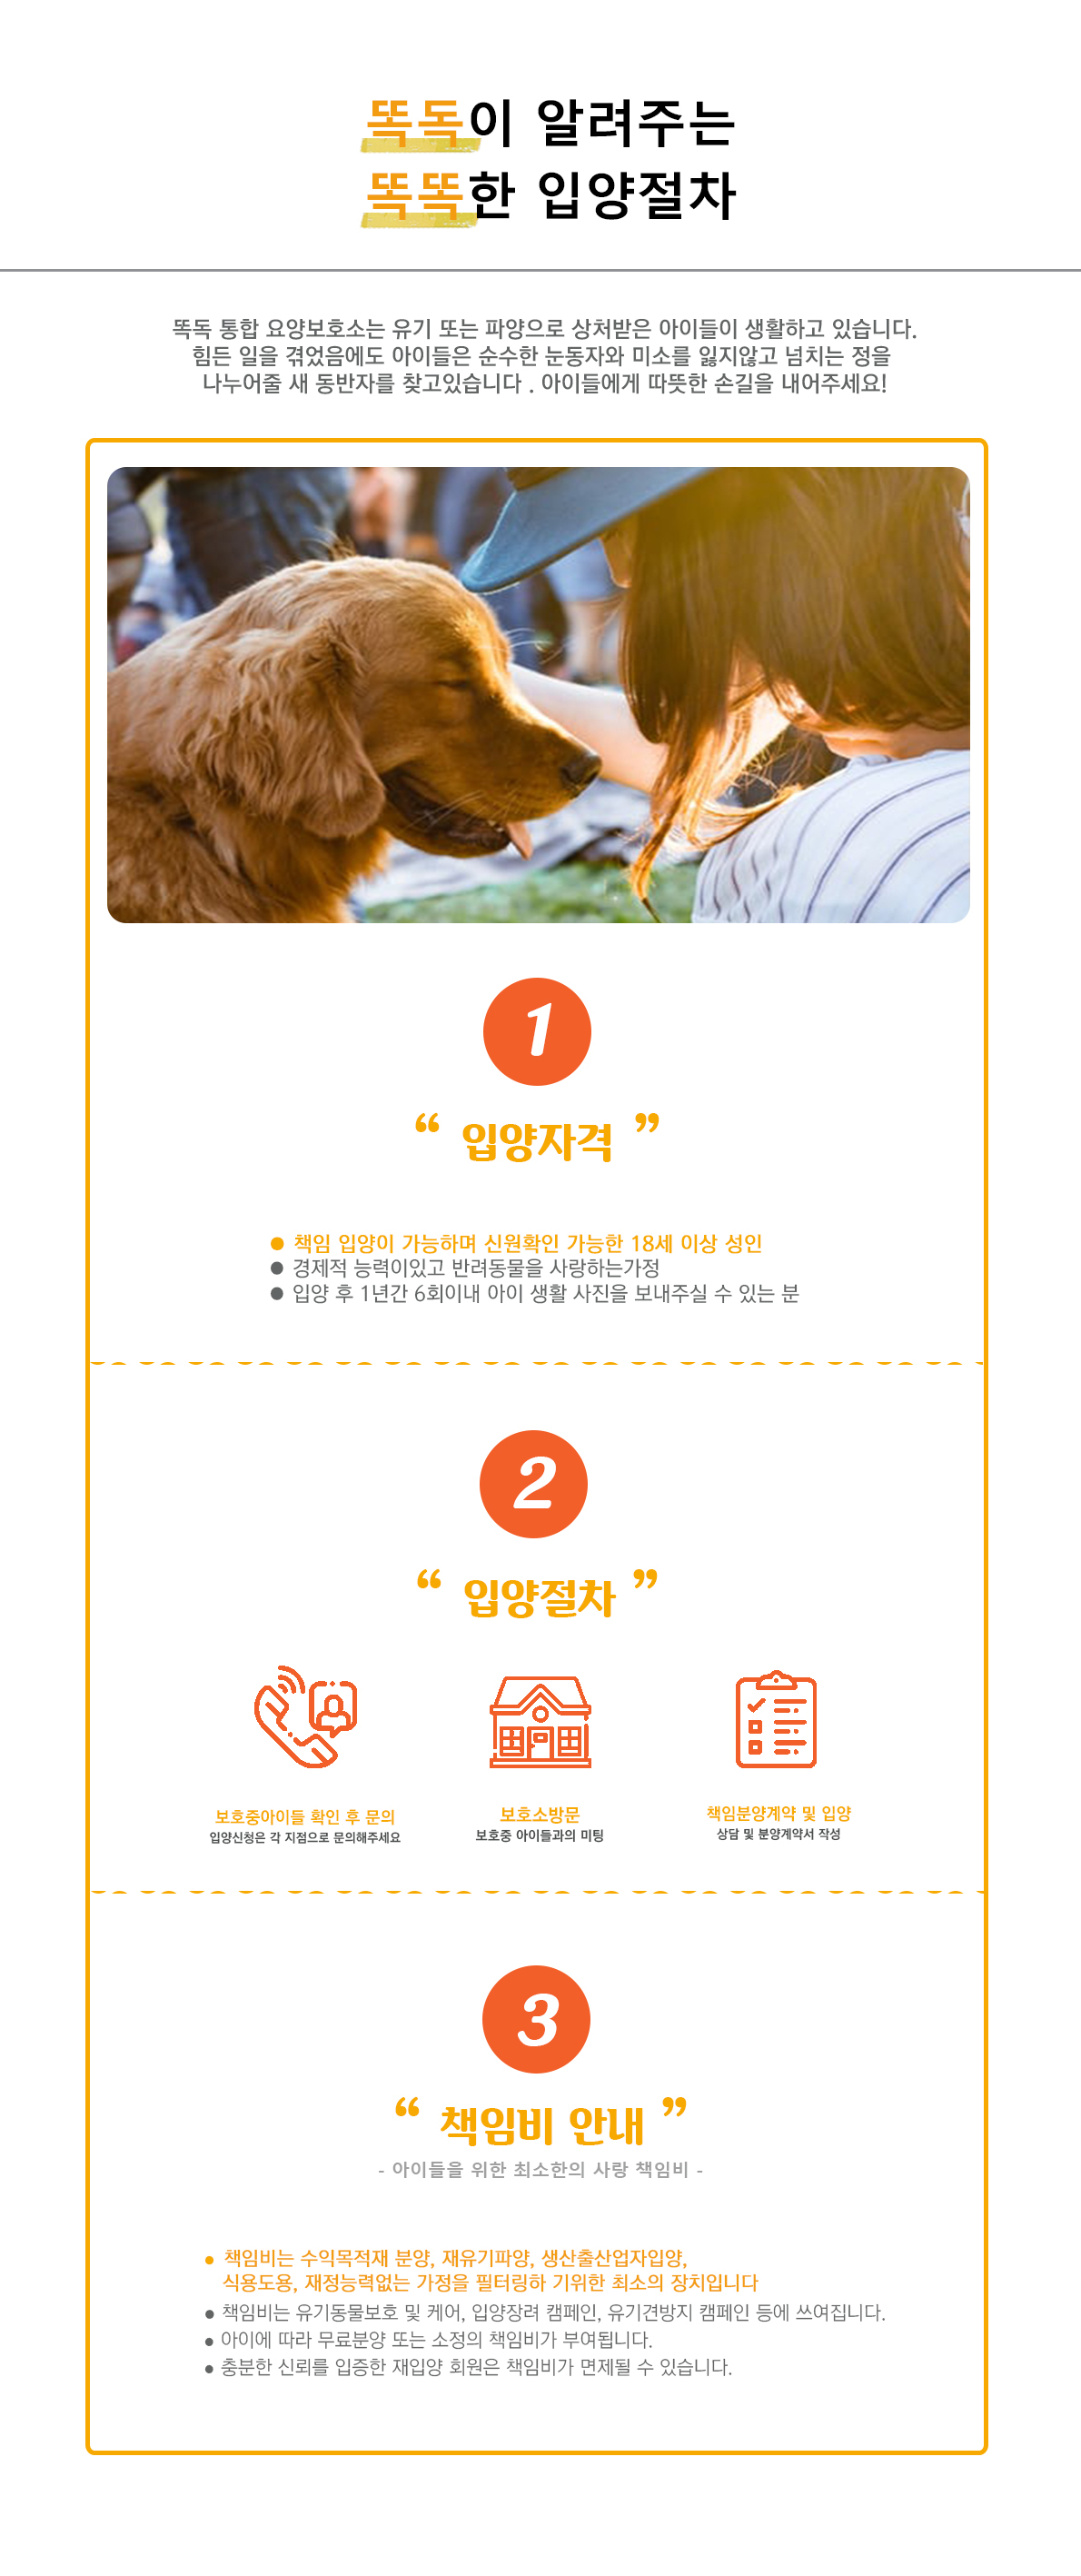 똑독이 알려주는
똑똑한 입양절차
똑독 통합 요양보호소는 유기 또는 파양으로 상처받은 아이들이 생활하고 있습니다.
힘든 일을 겪었음에도 아이들은 순수한 눈동자와 미소를 잃지않고 넘치는 정을
나누어줄 새 동반자를 찾고있습니다 . 아이들에게 따뜻한 손길을 내어주세요!
1
“ 입양자격 ”
● 책임 입양이 가능하며 신원확인 가능한 18세 이상 성인
● 경제적 능력이있고 반려동물을 사랑하는가정
● 입양 후 1년간 6회이내 아이 생활 사진을 보내주실 수 있는 분
2
“ 입양절차 ”
보호중아이들 확인 후 문의
입양신청은 각 지점으로 문의해주세요
보호소방문
보호중 아이들과의 미팅
책임분양계약 및 입양
상담 및 분양계약서 작성
3
“ 책임비 안내 ”
- 아이들을 위한 최소한의 사랑 책임비 -
● 책임비는 수익목적재 분양, 재유기파양, 생산출산업자입양,
식용도용, 재정능력없는 가정을 필터링하 기위한 최소의 장치입니다
● 책임비는 유기동물보호 및 케어, 입양장려 캠페인, 유기견방지 캠페인 등에 쓰여집니다.
● 아이에 따라 무료분양 또는 소정의 책임비가 부여됩니다.
● 충분한 신뢰를 입증한 재입양 회원은 책임비가 면제될 수 있습니다.